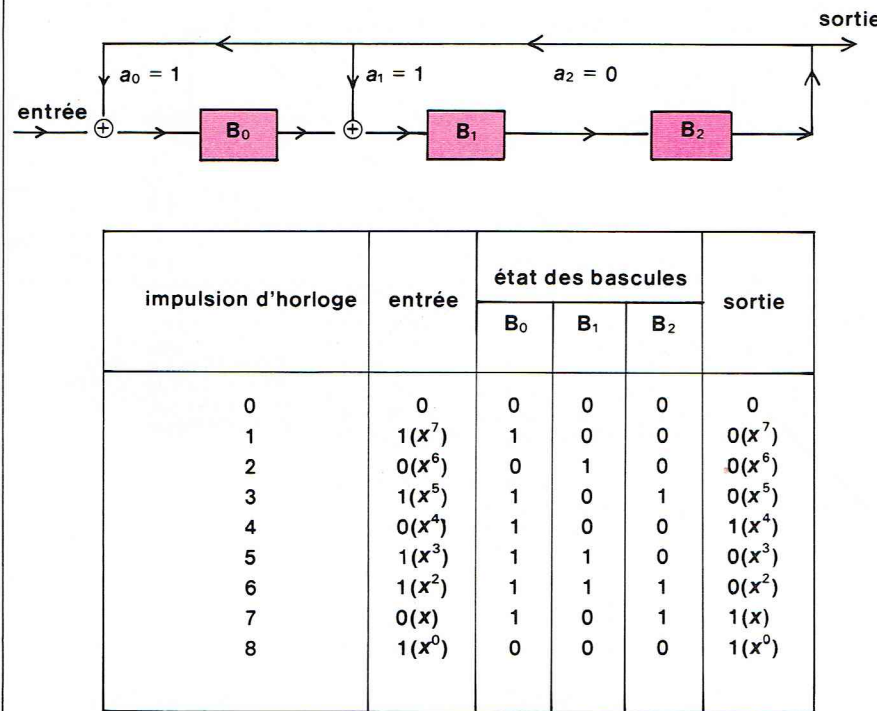 sortie
a₀ = 1 a₁ = 1 a₂ = 0
entrée + B₀ + B₁ B₂
impulsion d'horloge entrée état des bascules sortie
B₀ B₁ B₂
0 0 0 0 0 0
1 1(x⁷) 1 0 0 0(x⁷)
2 0(x⁶) 0 1 0 0(x⁶)
3 1(x⁵) 1 0 1 0(x⁵)
4 0(x⁴) 1 0 0 1(x⁴)
5 1(x³) 1 1 0 0(x³)
6 1(x²) 1 1 1 0(x²)
7 0(x) 1 0 1 1(x)
8 1(x⁰) 0 0 0 1(x⁰)